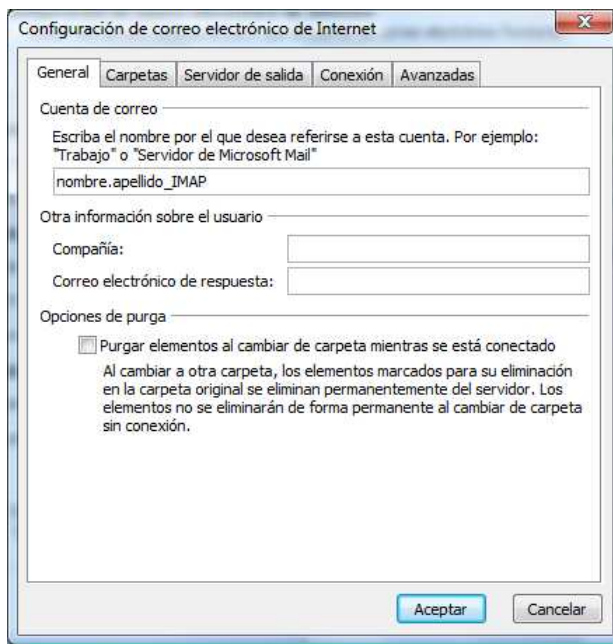 Configuración de correo electrónico de Internet
General Carpetas Servidor de salida Conexión Avanzadas
Cuenta de correo
Escriba el nombre por el que desea referirse a esta cuenta. Por ejemplo:
"Trabajo" o "Servidor de Microsoft Mail"
nombre.apellido_IMAP
Otra información sobre el usuario
Compañía:
Correo electrónico de respuesta:
Opciones de purga
Purgar elementos al cambiar de carpeta mientras se está conectado
Al cambiar a otra carpeta, los elementos marcados para su eliminación
en la carpeta original se eliminan permanentemente del servidor. Los
elementos no se eliminarán de forma permanente al cambiar de carpeta
sin conexión.
Aceptar Cancelar